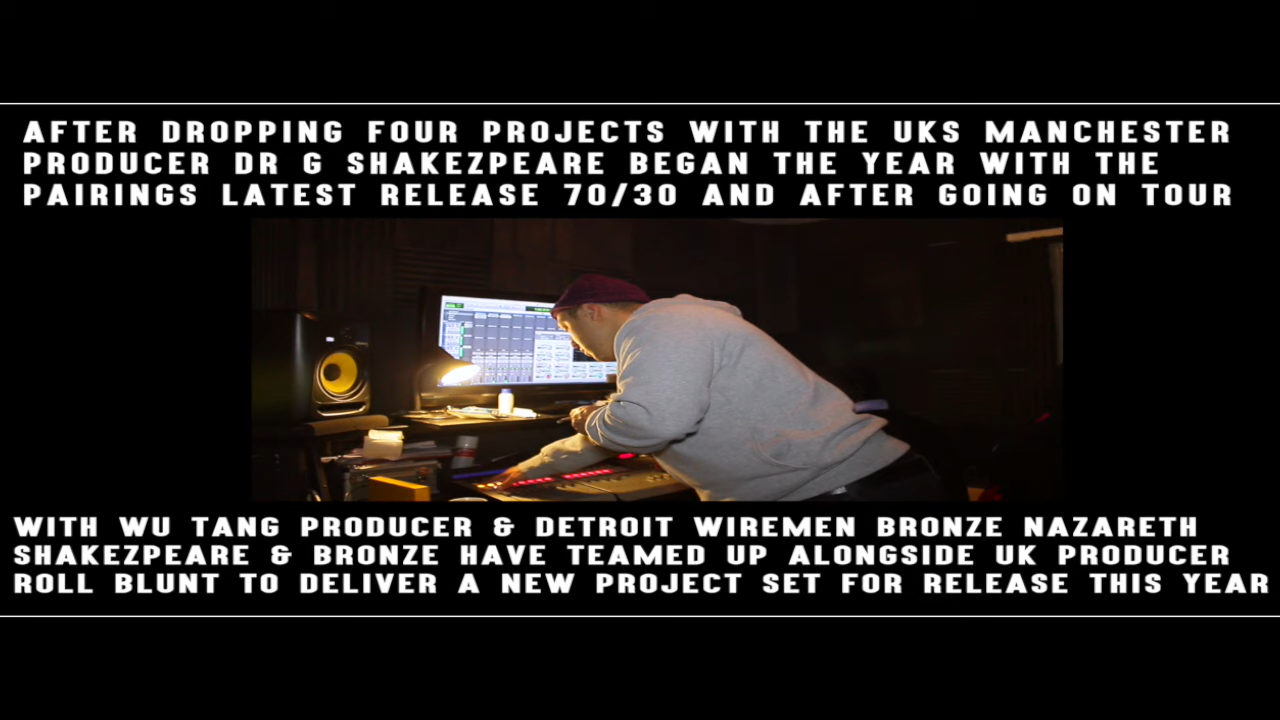 AFTER DROPPING FOUR PROJECTS WITH THE UKS MANCHESTER
PRODUCER DR G SHAKEZPEARE BEGAN THE YEAR WITH THE
PAIRINGS LATEST RELEASE 70/30 AND AFTER GOING ON TOUR
WITH WU TANG PRODUCER & DETROIT WIREMEN BRONZE NAZARETH
SHAKEZPEARE & BRONZE HAVE TEAMED UP ALONGSIDE UK PRODUCER
ROLL BLUNT TO DELIVER A NEW PROJECT SET FOR RELEASE THIS YEAR